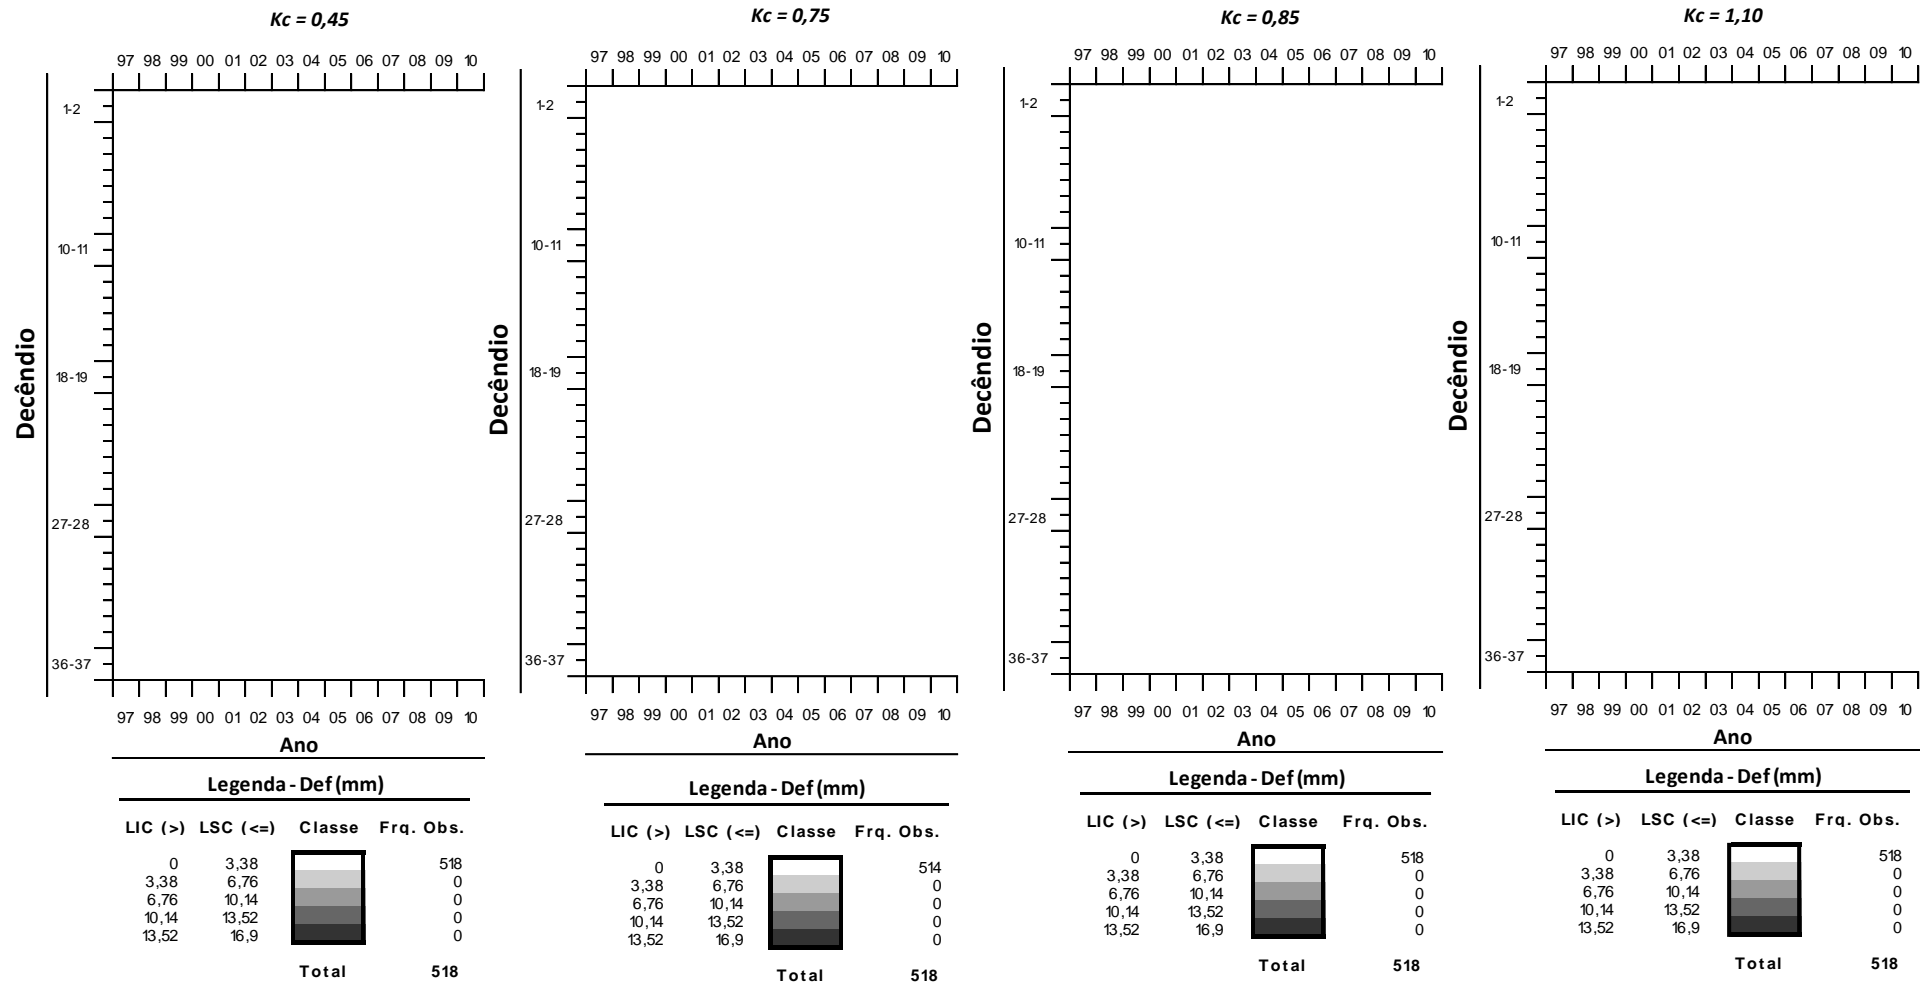 Kc = 0,45
97 98 99 00 01 02 03 04 05 06 07 08 09 10
1-2
10-11
18-19
27-28
36-37
Decêndio
97 98 99 00 01 02 03 04 05 06 07 08 09 10
Ano
Legenda - Def (mm)
LIC (>) LSC (<=) Classe Frq. Obs.
0 3,38 518
3,38 6,76 0
6,76 10,14 0
10,14 13,52 0
13,52 16,9 0
Total 518
Kc = 0,75
97 98 99 00 01 02 03 04 05 06 07 08 09 10
1-2
10-11
18-19
27-28
36-37
Decêndio
97 98 99 00 01 02 03 04 05 06 07 08 09 10
Ano
Legenda - Def (mm)
LIC (>) LSC (<=) Classe Frq. Obs.
0 3,38 514
3,38 6,76 0
6,76 10,14 0
10,14 13,52 0
13,52 16,9 0
Total 518
Kc = 0,85
97 98 99 00 01 02 03 04 05 06 07 08 09 10
1-2
10-11
18-19
27-28
36-37
Decêndio
97 98 99 00 01 02 03 04 05 06 07 08 09 10
Ano
Legenda - Def (mm)
LIC (>) LSC (<=) Classe Frq. Obs.
0 3,38 518
3,38 6,76 0
6,76 10,14 0
10,14 13,52 0
13,52 16,9 0
Total 518
Kc = 1,10
97 98 99 00 01 02 03 04 05 06 07 08 09 10
1-2
10-11
18-19
27-28
36-37
Decêndio
97 98 99 00 01 02 03 04 05 06 07 08 09 10
Ano
Legenda - Def (mm)
LIC (>) LSC (<=) Classe Frq. Obs.
0 3,38 518
3,38 6,76 0
6,76 10,14 0
10,14 13,52 0
13,52 16,9 0
Total 518